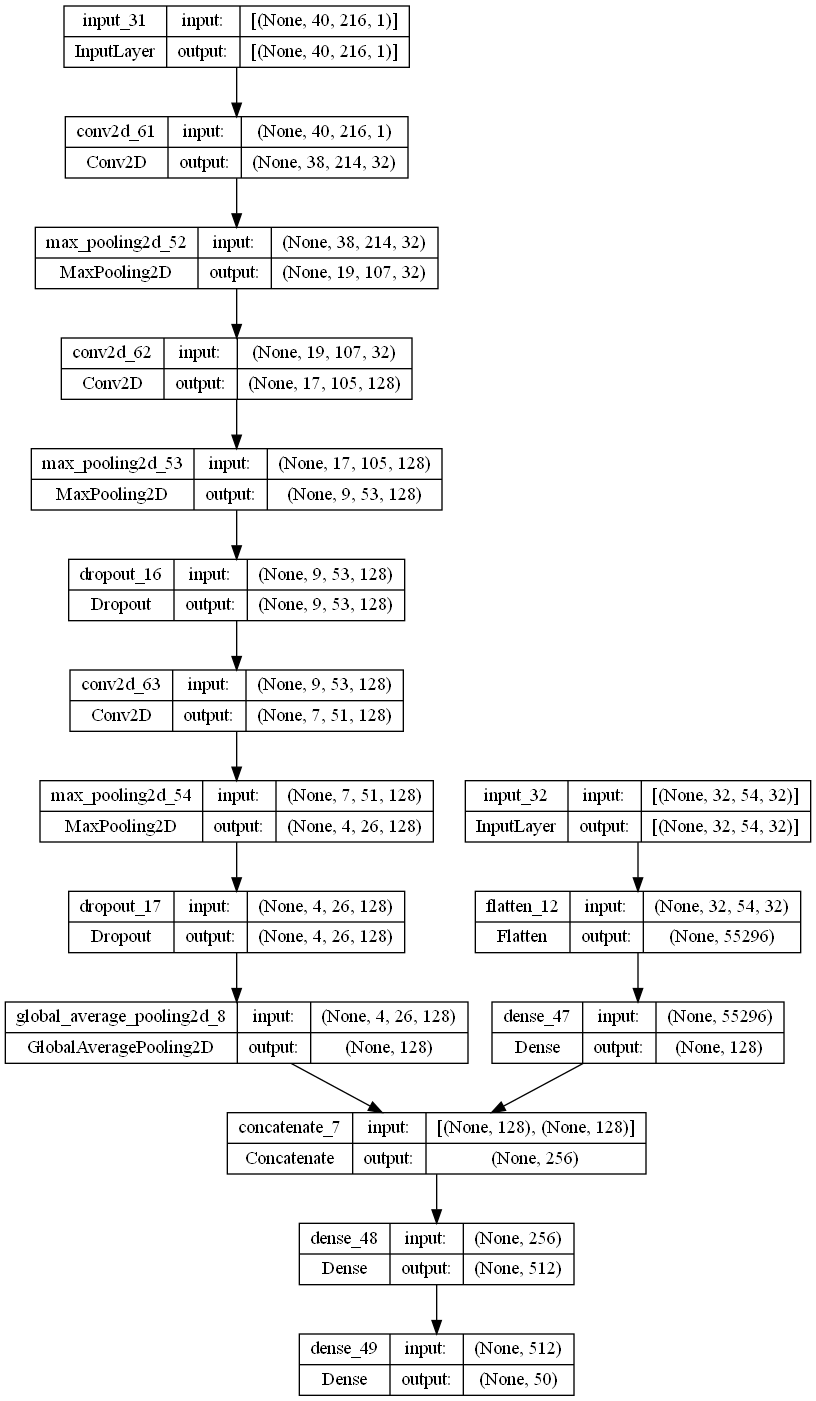 input_31 input: [(None, 40, 216, 1)]
InputLayer output: [(None, 40, 216, 1)]
conv2d_61 input: (None, 40, 216, 1)
Conv2D output: (None, 38, 214, 32)
max_pooling2d_52 input: (None, 38, 214, 32)
MaxPooling2D output: (None, 19, 107, 32)
conv2d_62 input: (None, 19, 107, 32)
Conv2D output: (None, 17, 105, 128)
max_pooling2d_53 input: (None, 17, 105, 128)
MaxPooling2D output: (None, 9, 53, 128)
dropout_16 input: (None, 9, 53, 128)
Dropout output: (None, 9, 53, 128)
conv2d_63 input: (None, 9, 53, 128)
Conv2D output: (None, 7, 51, 128)
max_pooling2d_54 input: (None, 7, 51, 128)
MaxPooling2D output: (None, 4, 26, 128)
input_32 input: [(None, 32, 54, 32)]
InputLayer output: [(None, 32, 54, 32)]
dropout_17 input: (None, 4, 26, 128)
Dropout output: (None, 4, 26, 128)
flatten_12 input: (None, 32, 54, 32)
Flatten output: (None, 55296)
global_average_pooling2d_8 input: (None, 4, 26, 128)
GlobalAveragePooling2D output: (None, 128)
dense_47 input: (None, 55296)
Dense output: (None, 128)
concatenate_7 input: [(None, 128), (None, 128)]
Concatenate output: (None, 256)
dense_48 input: (None, 256)
Dense output: (None, 512)
dense_49 input: (None, 512)
Dense output: (None, 50)